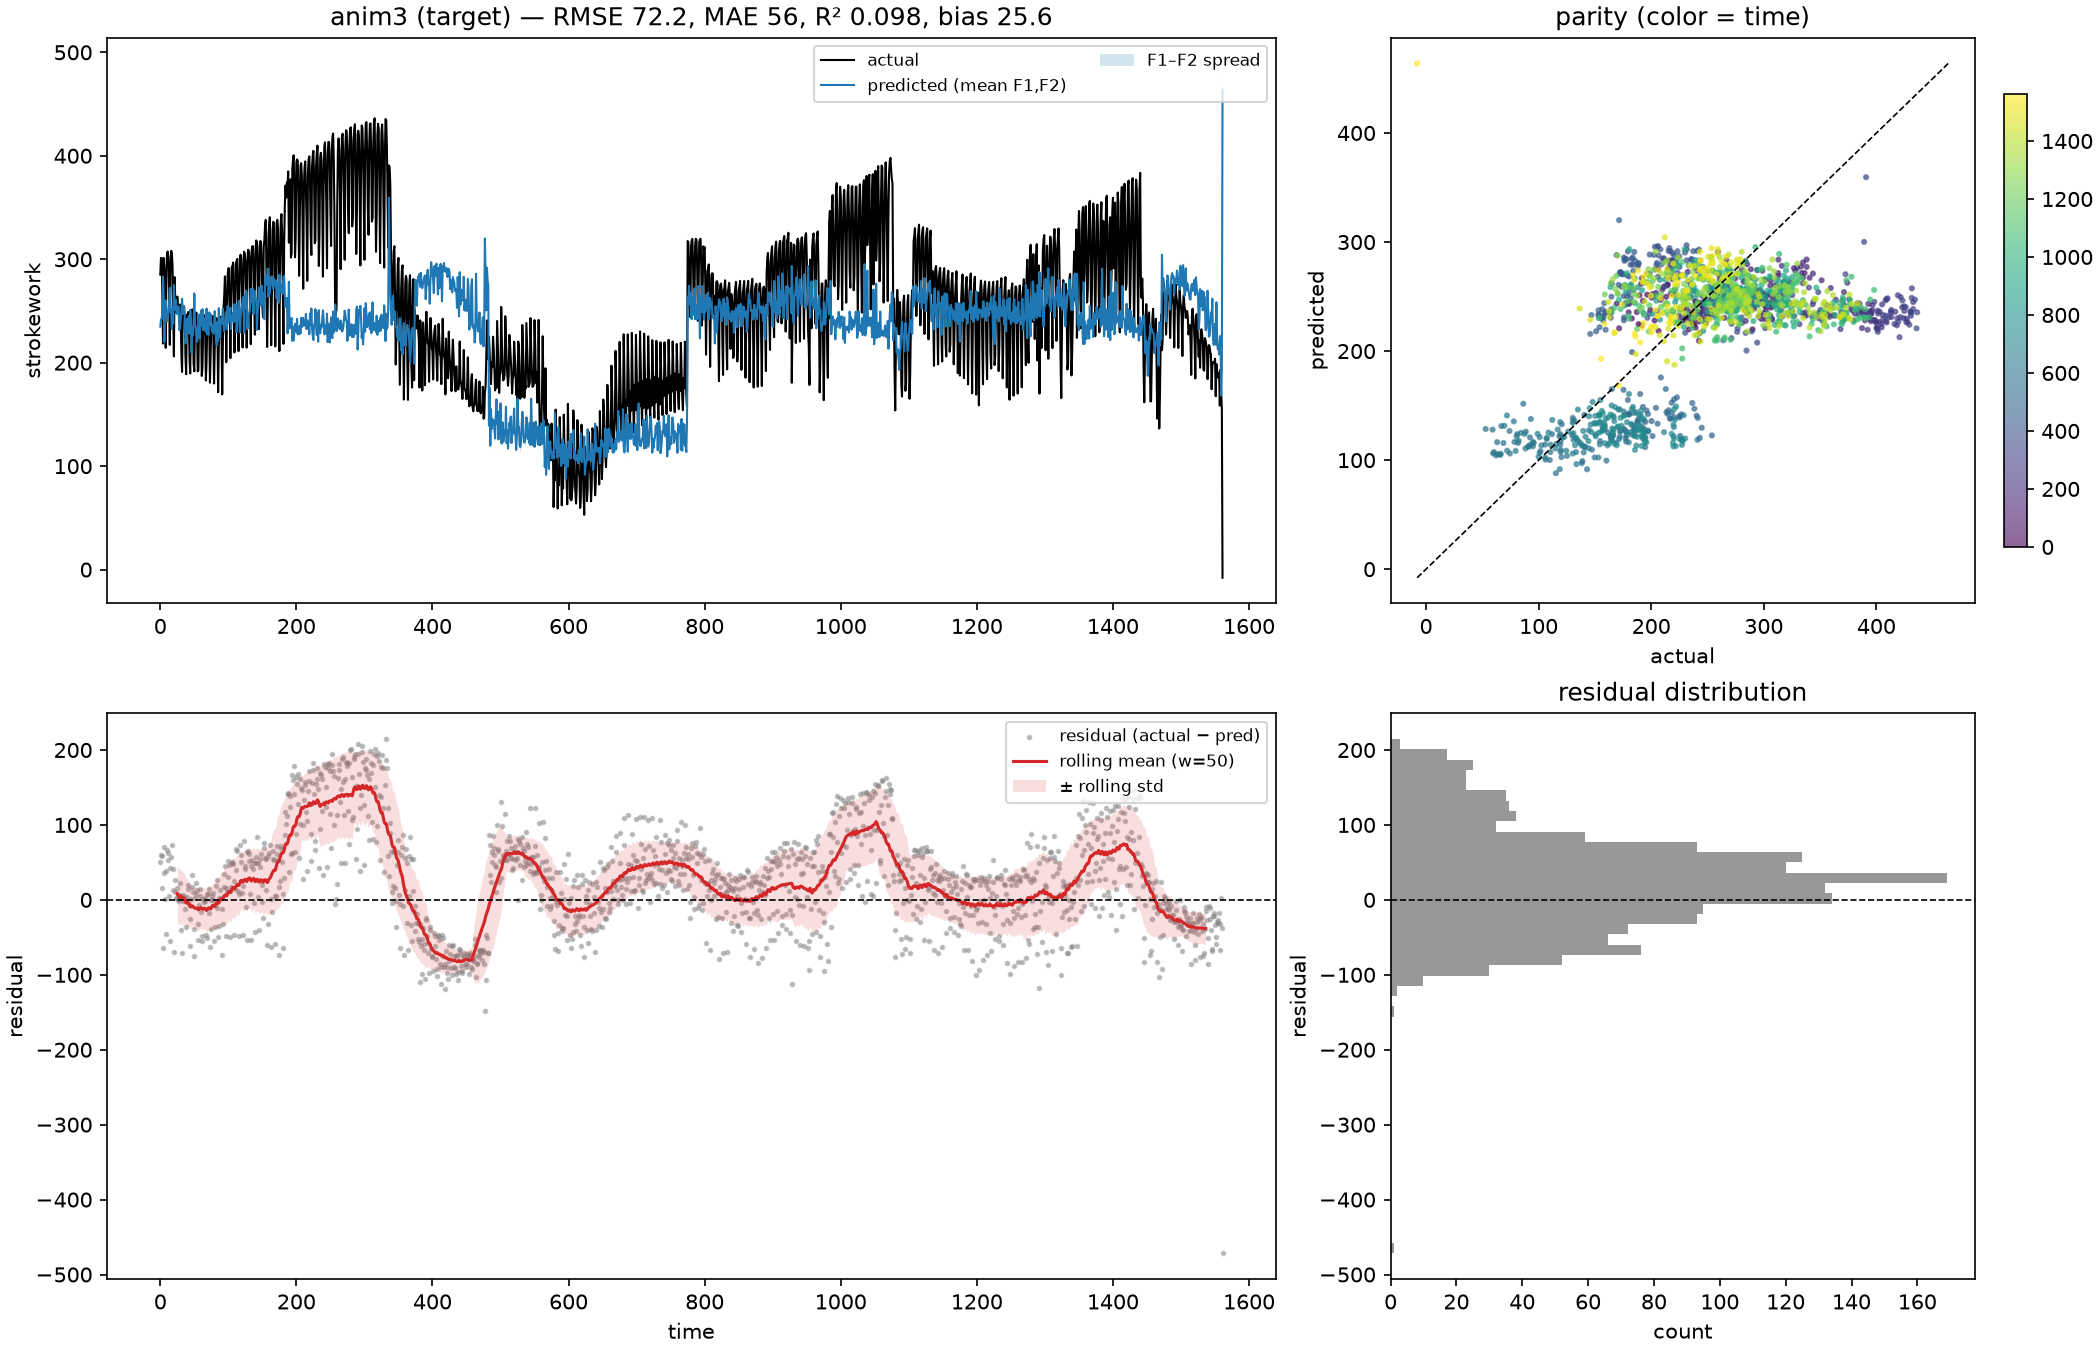 anim3 (target) — RMSE 72.2, MAE 56, R² 0.098, bias 25.6
actual
predicted (mean F1,F2)
F1–F2 spread
strokework
500
400
300
200
100
0
0 200 400 600 800 1000 1200 1400 1600
parity (color = time)
predicted
400
300
200
100
0
0 100 200 300 400
actual
1400
1200
1000
800
600
400
200
0
residual (actual − pred)
rolling mean (w=50)
± rolling std
residual
200
100
0
−100
−200
−300
−400
−500
0 200 400 600 800 1000 1200 1400 1600
time
residual distribution
residual
200
100
0
−100
−200
−300
−400
−500
0 20 40 60 80 100 120 140 160
count